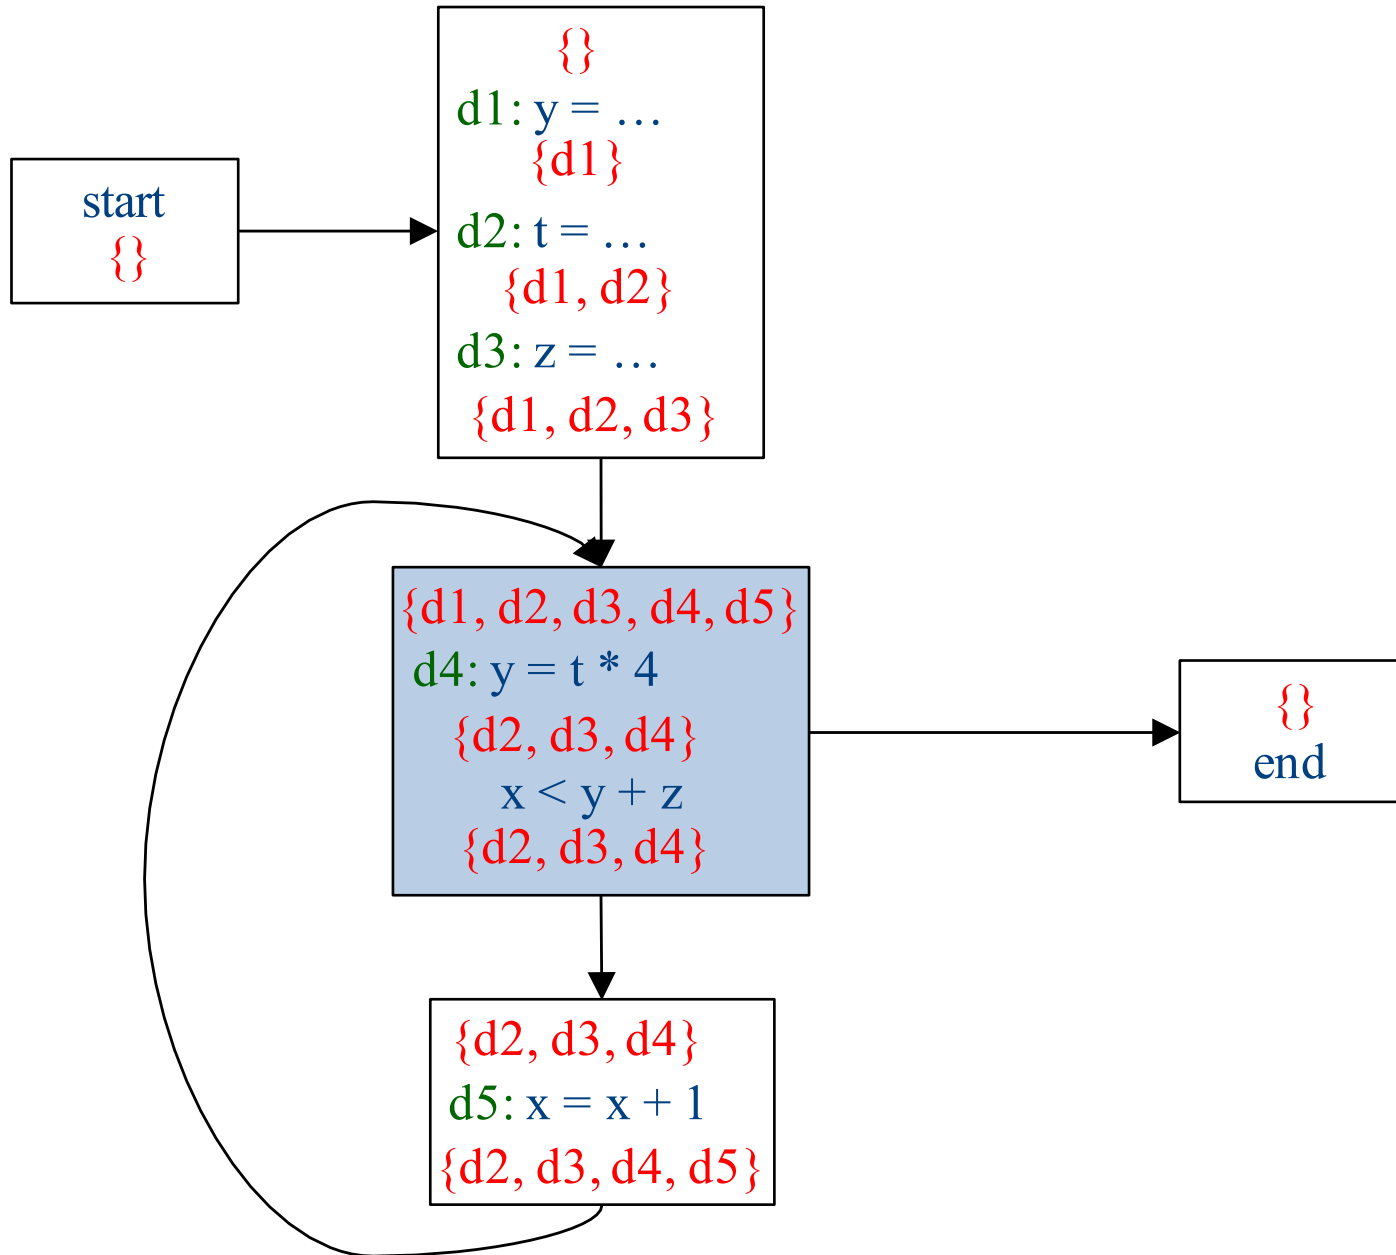 start
{}
{}
d1: y = …
{d1}
d2: t = …
{d1, d2}
d3: z = …
{d1, d2, d3}
{d1, d2, d3, d4, d5}
d4: y = t * 4
{d2, d3, d4}
x < y + z
{d2, d3, d4}
{}
end
{d2, d3, d4}
d5: x = x + 1
{d2, d3, d4, d5}